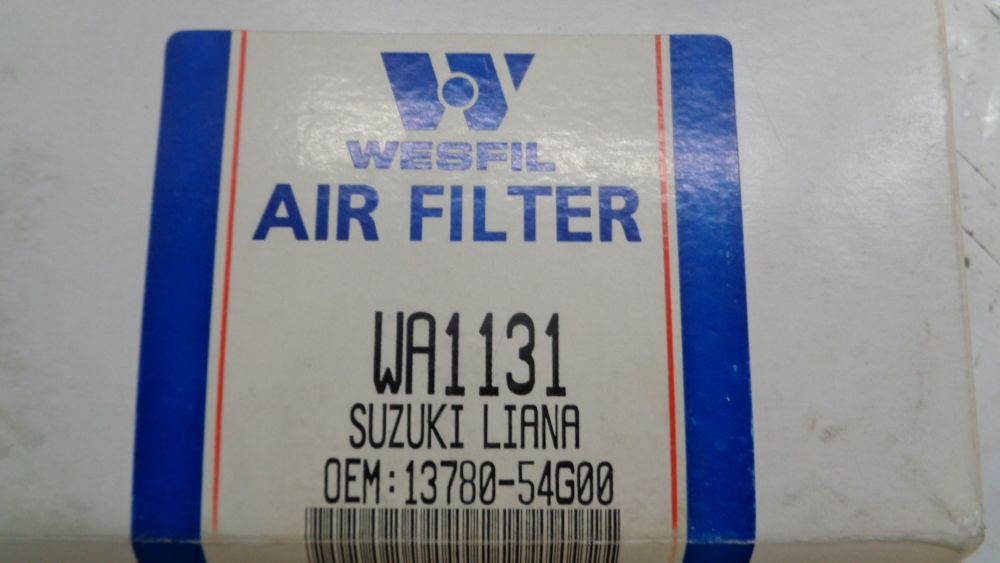 WESFIL
AIR FILTER
WA1131
SUZUKI LIANA
OEM:13780-54G00